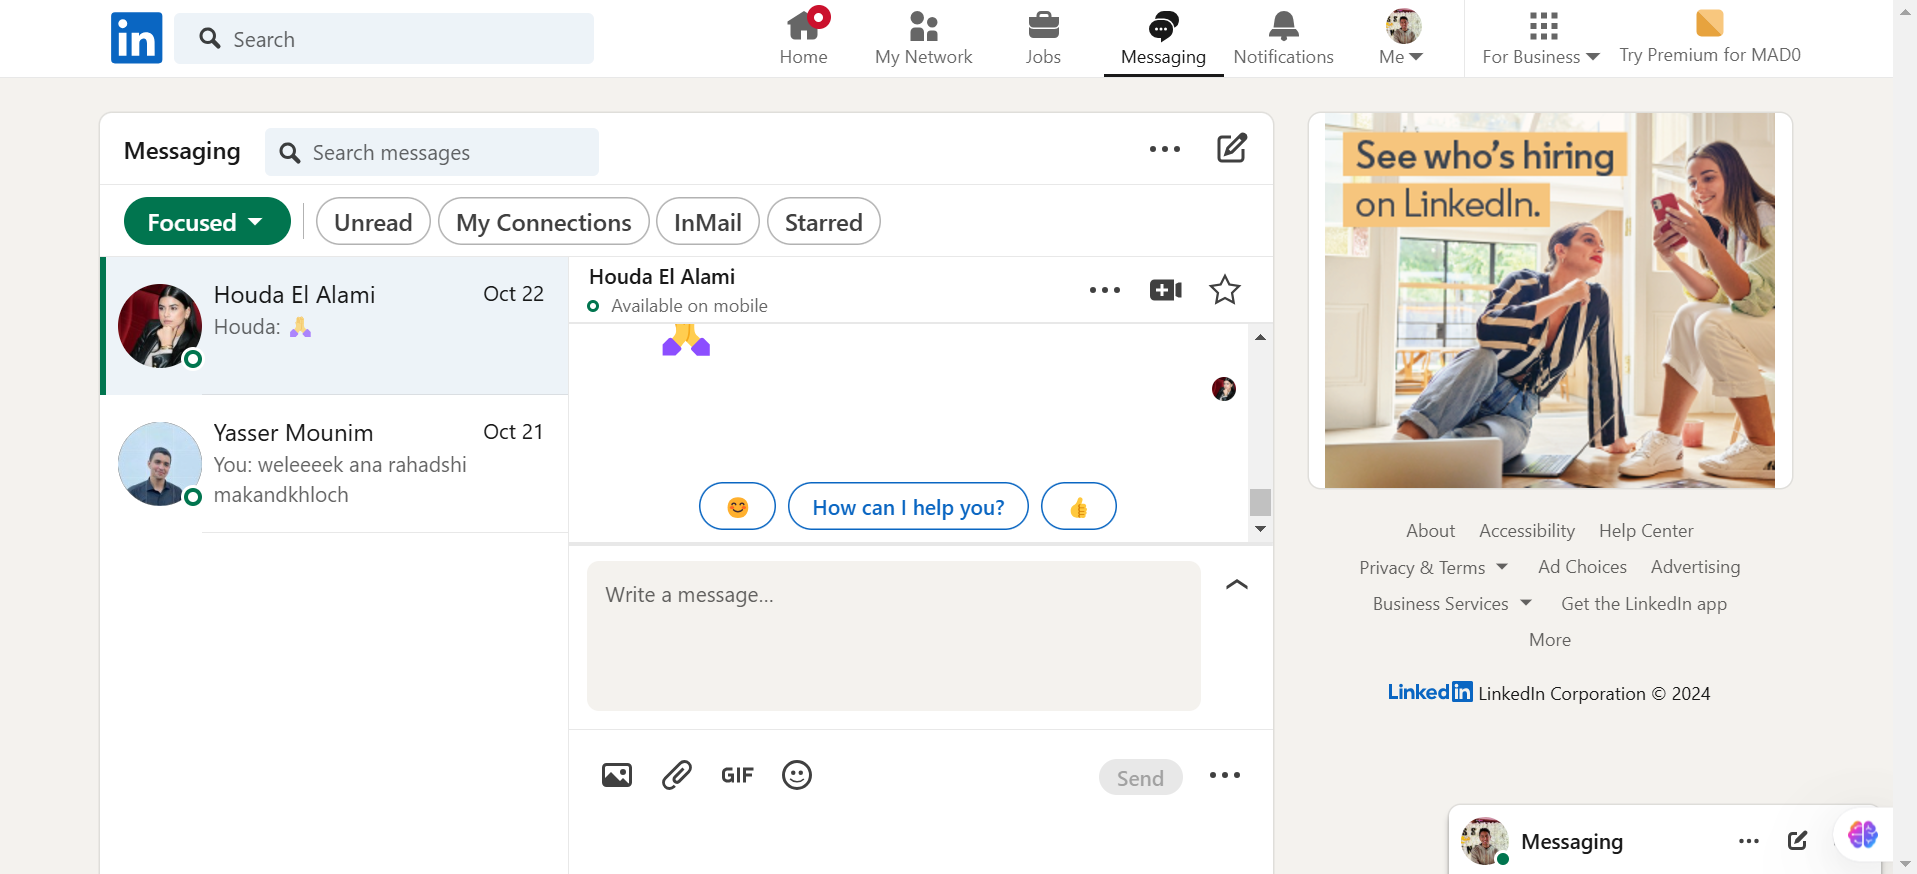 in
Search
Home
My Network
Jobs
Messaging
Notifications
Me
For Business
Try Premium for MAD0
Messaging
Search messages
Focused
Unread
My Connections
InMail
Starred
Houda El Alami
Oct 22
Houda: 🙏
Yasser Mounim
Oct 21
You: weleeeek ana rahadshi
makandkhloch
Houda El Alami
Available on mobile
🙏
😊
How can I help you?
👍
Write a message...
GIF
Send
See who's hiring
on LinkedIn.
About
Accessibility
Help Center
Privacy & Terms
Ad Choices
Advertising
Business Services
Get the LinkedIn app
More
Linkedin LinkedIn Corporation © 2024
Messaging